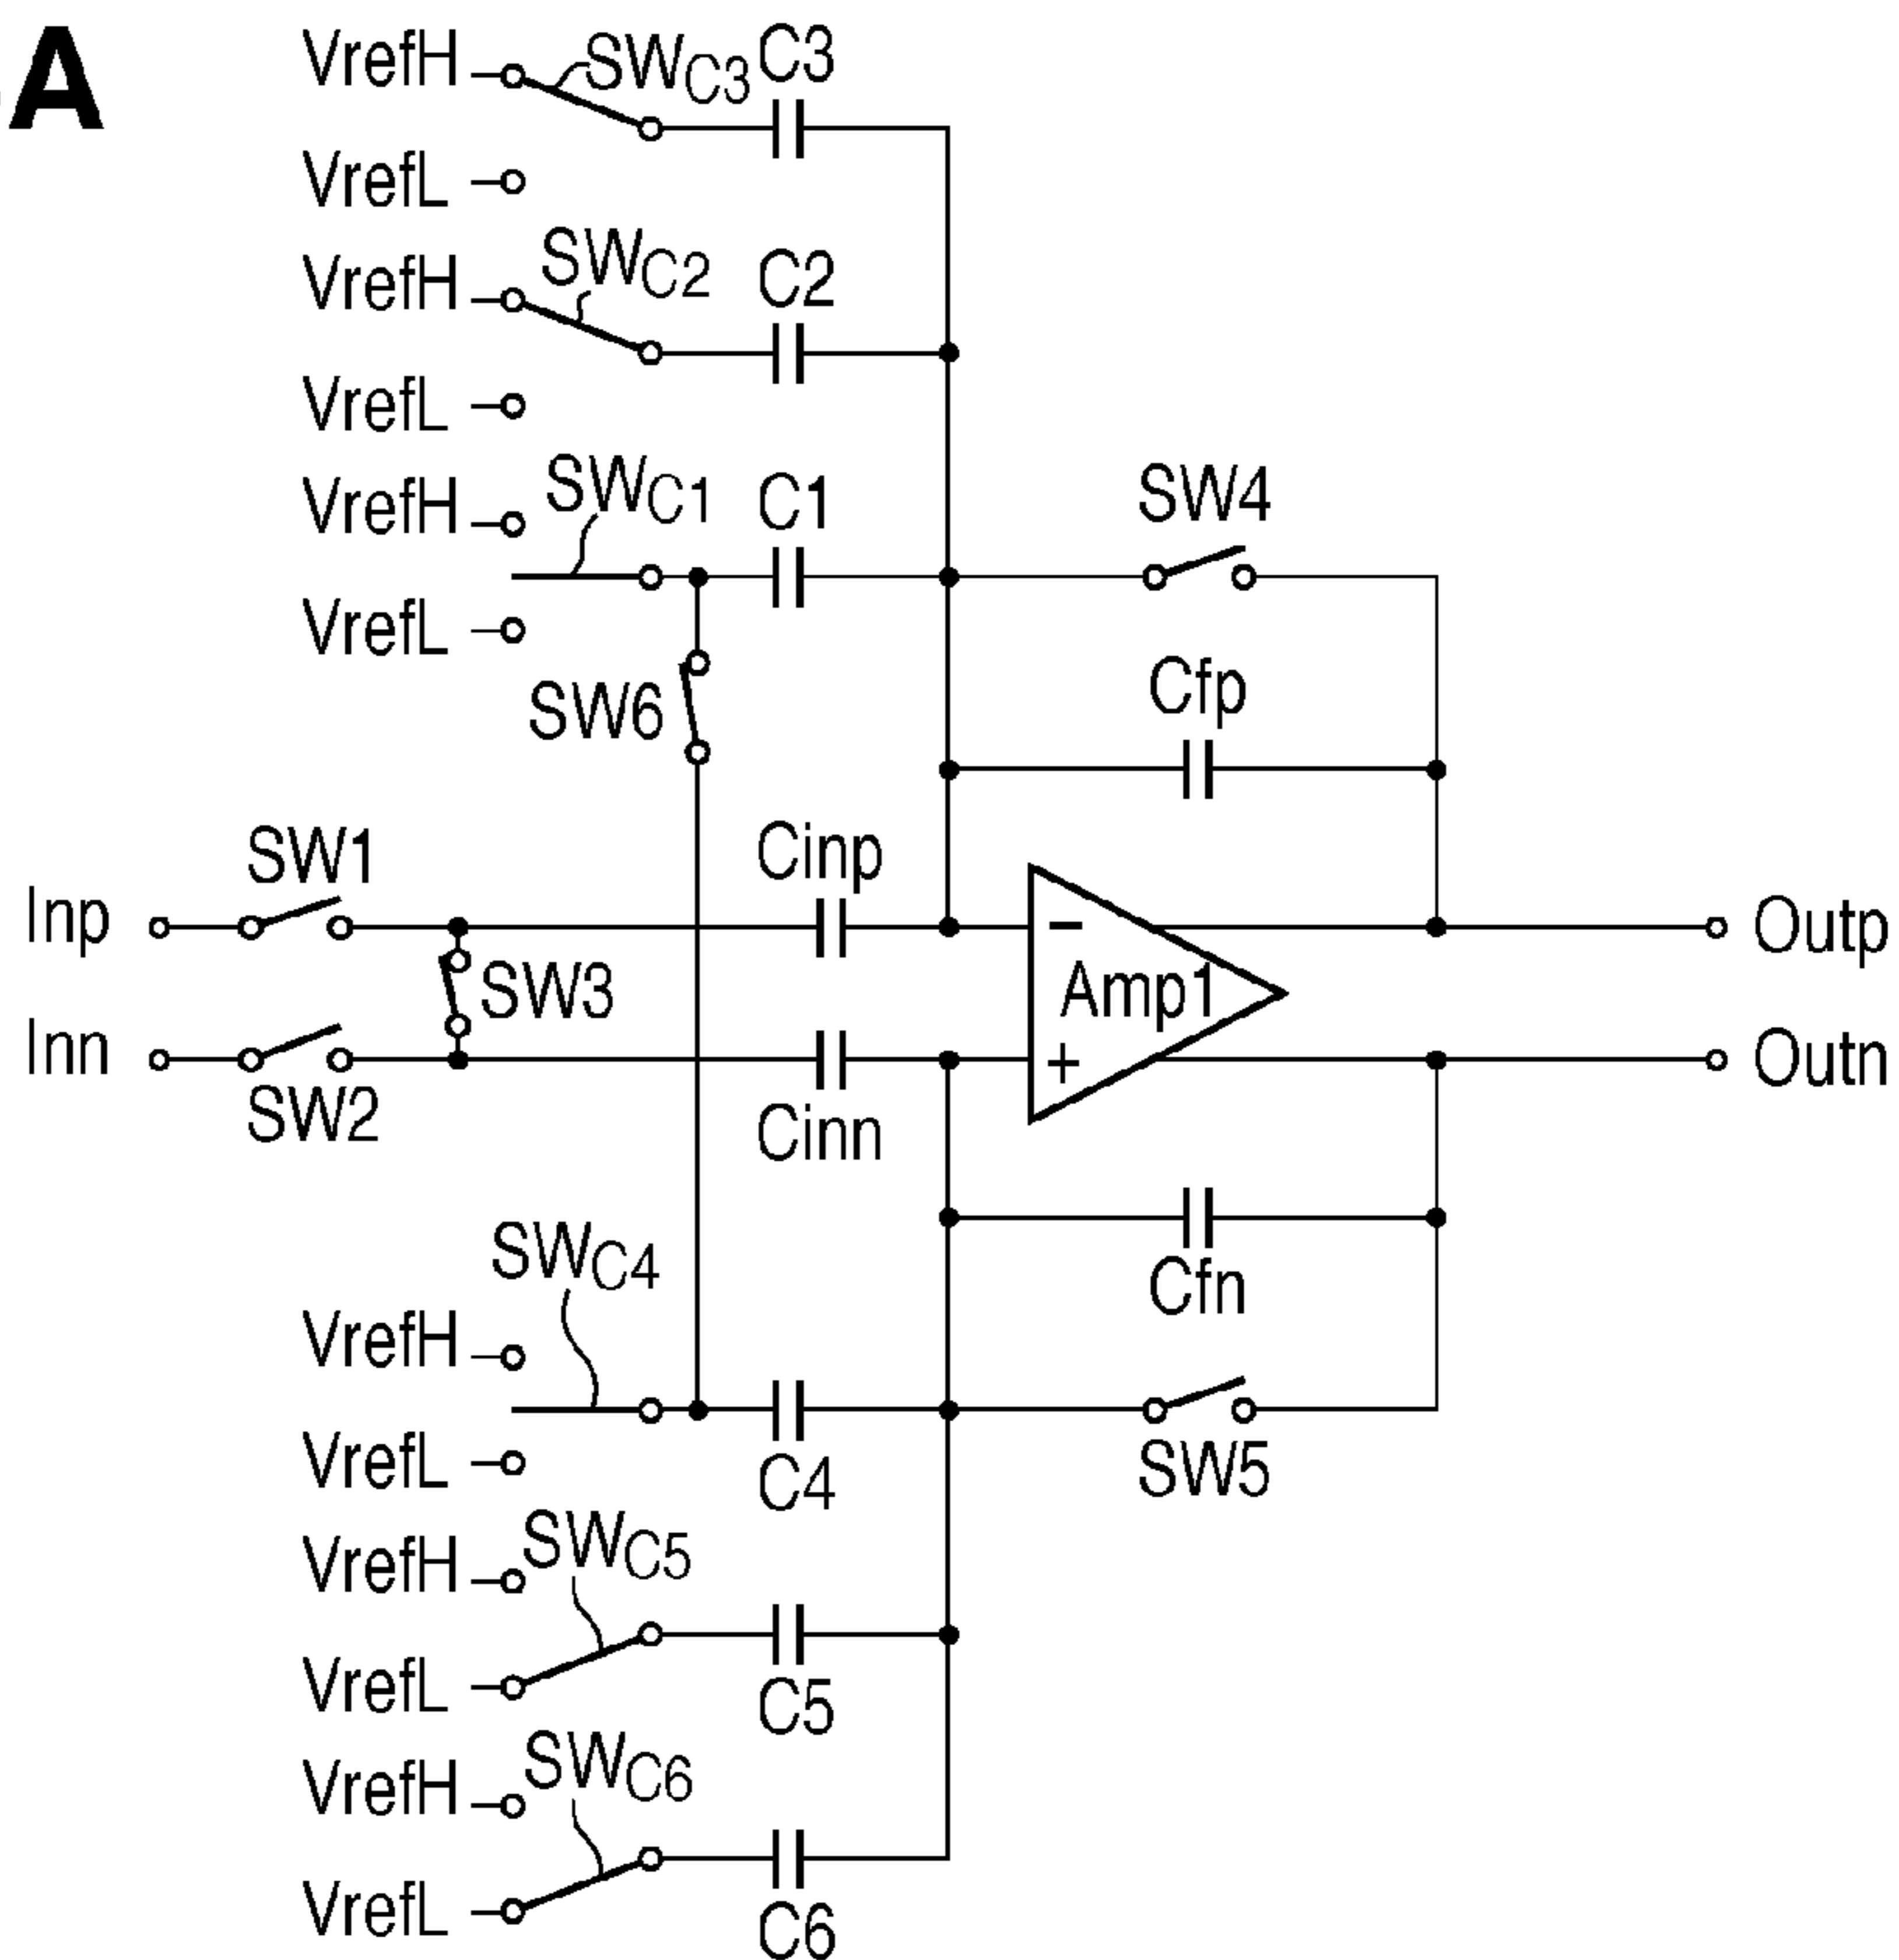 A
VrefH SWC3 C3
VrefL
VrefH SWC2 C2
VrefL
VrefH SWC1 C1 SW4
VrefL
SW6 Cfp
SW1 Cinp
Inp - Outp
SW3 Amp1
Inn + Outn
SW2 Cinn
SWC4 Cfn
VrefH
VrefL C4 SW5
VrefH SWC5
VrefL C5
VrefH SWC6
VrefL C6